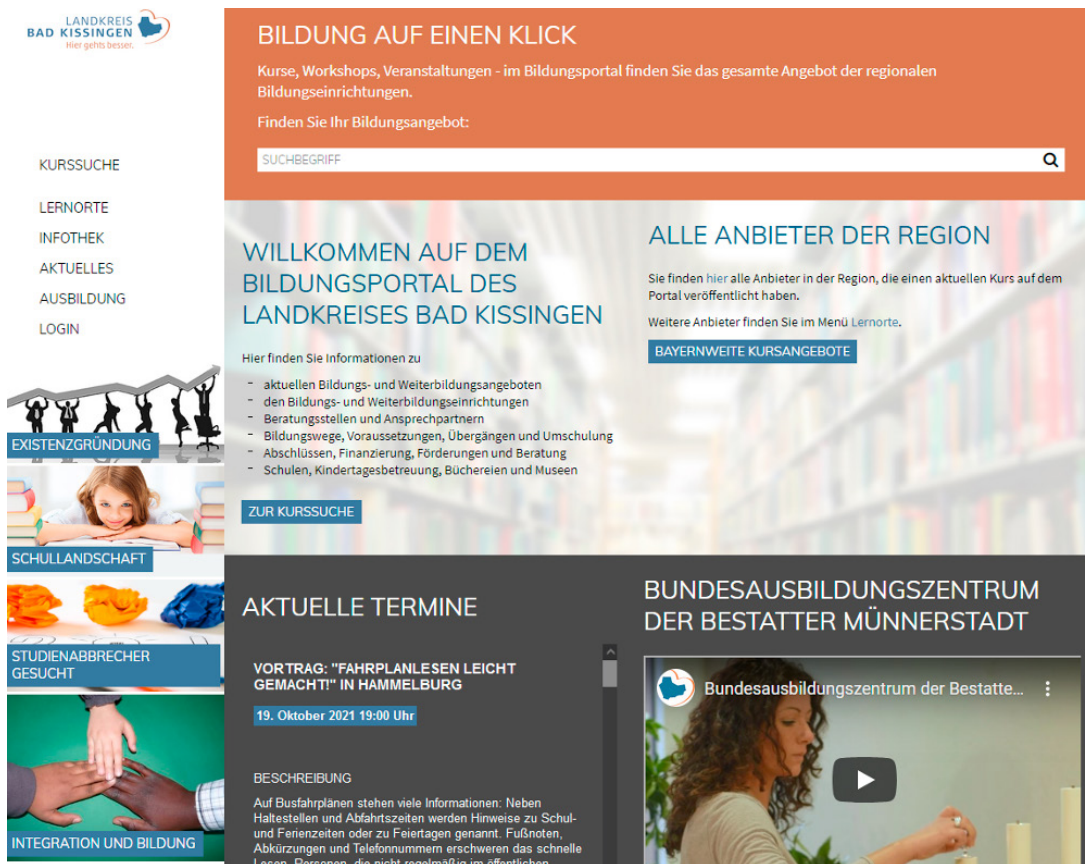 LANDKREIS
BAD KISSINGEN
Hier gehts besser.
KURSSUCHE
LERNORTE
INFOTHEK
AKTUELLES
AUSBILDUNG
LOGIN
EXISTENZGRÜNDUNG
SCHULLANDSCHAFT
STUDIENABBRECHER
GESUCHT
INTEGRATION UND BILDUNG
BILDUNG AUF EINEN KLICK
Kurse, Workshops, Veranstaltungen - im Bildungsportal finden Sie das gesamte Angebot der regionalen
Bildungseinrichtungen.
Finden Sie Ihr Bildungsangebot:
SUCHBEGRIFF
WILLKOMMEN AUF DEM
BILDUNGSPORTAL DES
LANDKREISES BAD KISSINGEN
Hier finden Sie Informationen zu
- aktuellen Bildungs- und Weiterbildungsangeboten
- den Bildungs- und Weiterbildungseinrichtungen
- Beratungsstellen und Ansprechpartnern
- Bildungswege, Voraussetzungen, Übergängen und Umschulung
- Abschlüssen, Finanzierung, Förderungen und Beratung
- Schulen, Kindertagesbetreuung, Büchereien und Museen
ZUR KURSSUCHE
ALLE ANBIETER DER REGION
Sie finden hier alle Anbieter in der Region, die einen aktuellen Kurs auf dem
Portal veröffentlicht haben.
Weitere Anbieter finden Sie im Menü Lernorte.
BAYERNWEITE KURSANGEBOTE
AKTUELLE TERMINE
VORTRAG: "FAHRPLANLESEN LEICHT
GEMACHT!" IN HAMMELBURG
19. Oktober 2021 19:00 Uhr
BESCHREIBUNG
Auf Busfahrplänen stehen viele Informationen: Neben
Haltestellen und Abfahrtszeiten werden Hinweise zu Schul-
und Ferienzeiten oder zu Feiertagen genannt. Fußnoten,
Abkürzungen und Telefonnummern erschweren das schnelle
Lesen. Personen, die nicht regelmäßig im öffentlichen
BUNDESAUSBILDUNGSZENTRUM
DER BESTATTER MÜNNERSTADT
Bundesausbildungszentrum der Bestatte...